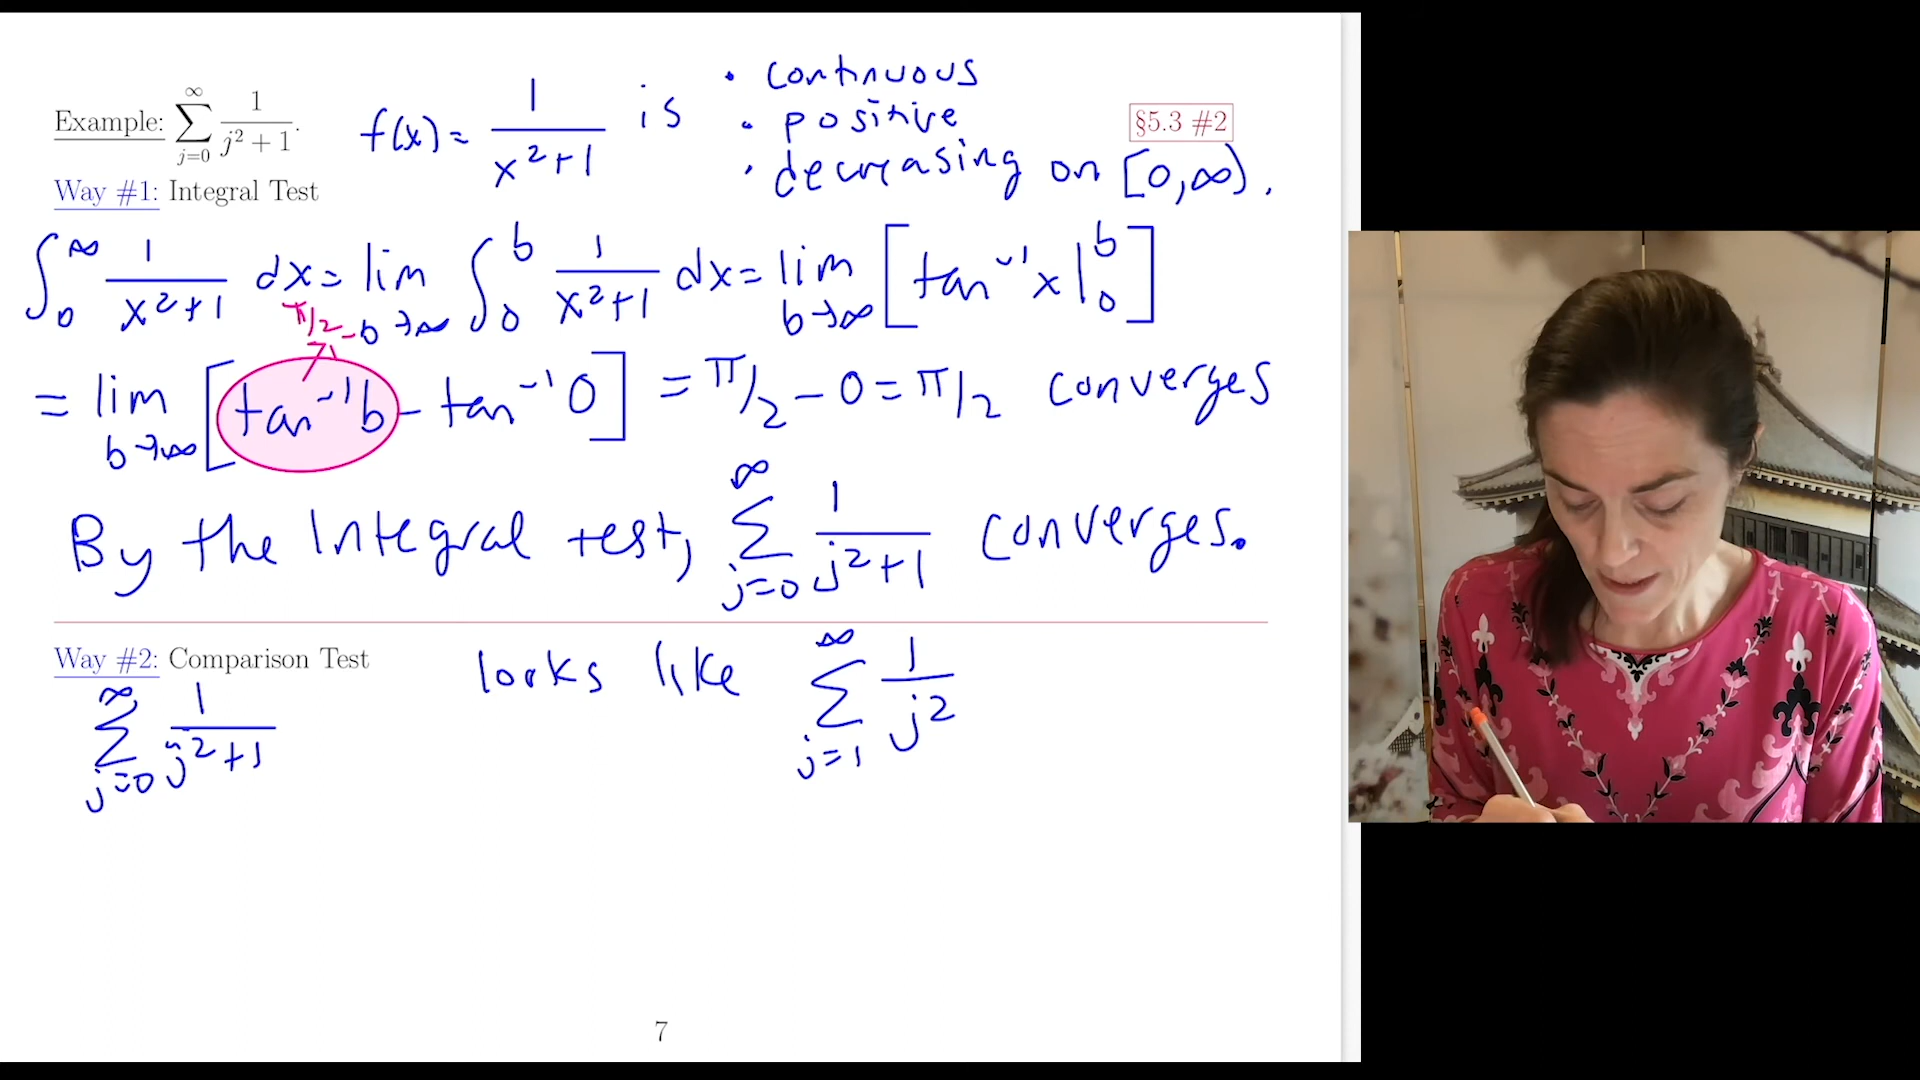 Example: ∑_{j=0}^{∞} 1/(j² + 1). f(x) = 1/(x²+1) is • continuous
• positive
• decreasing on [0,∞).
§5.3 #2
Way #1: Integral Test
∫_0^∞ 1/(x²+1) dx = lim_{b→∞} ∫_0^b 1/(x²+1) dx = lim_{b→∞} [tan⁻¹x|_0^b]
π/2
= lim_{b→∞} [tan⁻¹b - tan⁻¹0] = π/2 - 0 = π/2 converges
By the Integral test, ∑_{j=0}^{∞} 1/(j²+1) converges.
Way #2: Comparison Test looks like ∑_{j=1}^{∞} 1/j²
∑_{j=0}^{∞} 1/(j²+1)
7